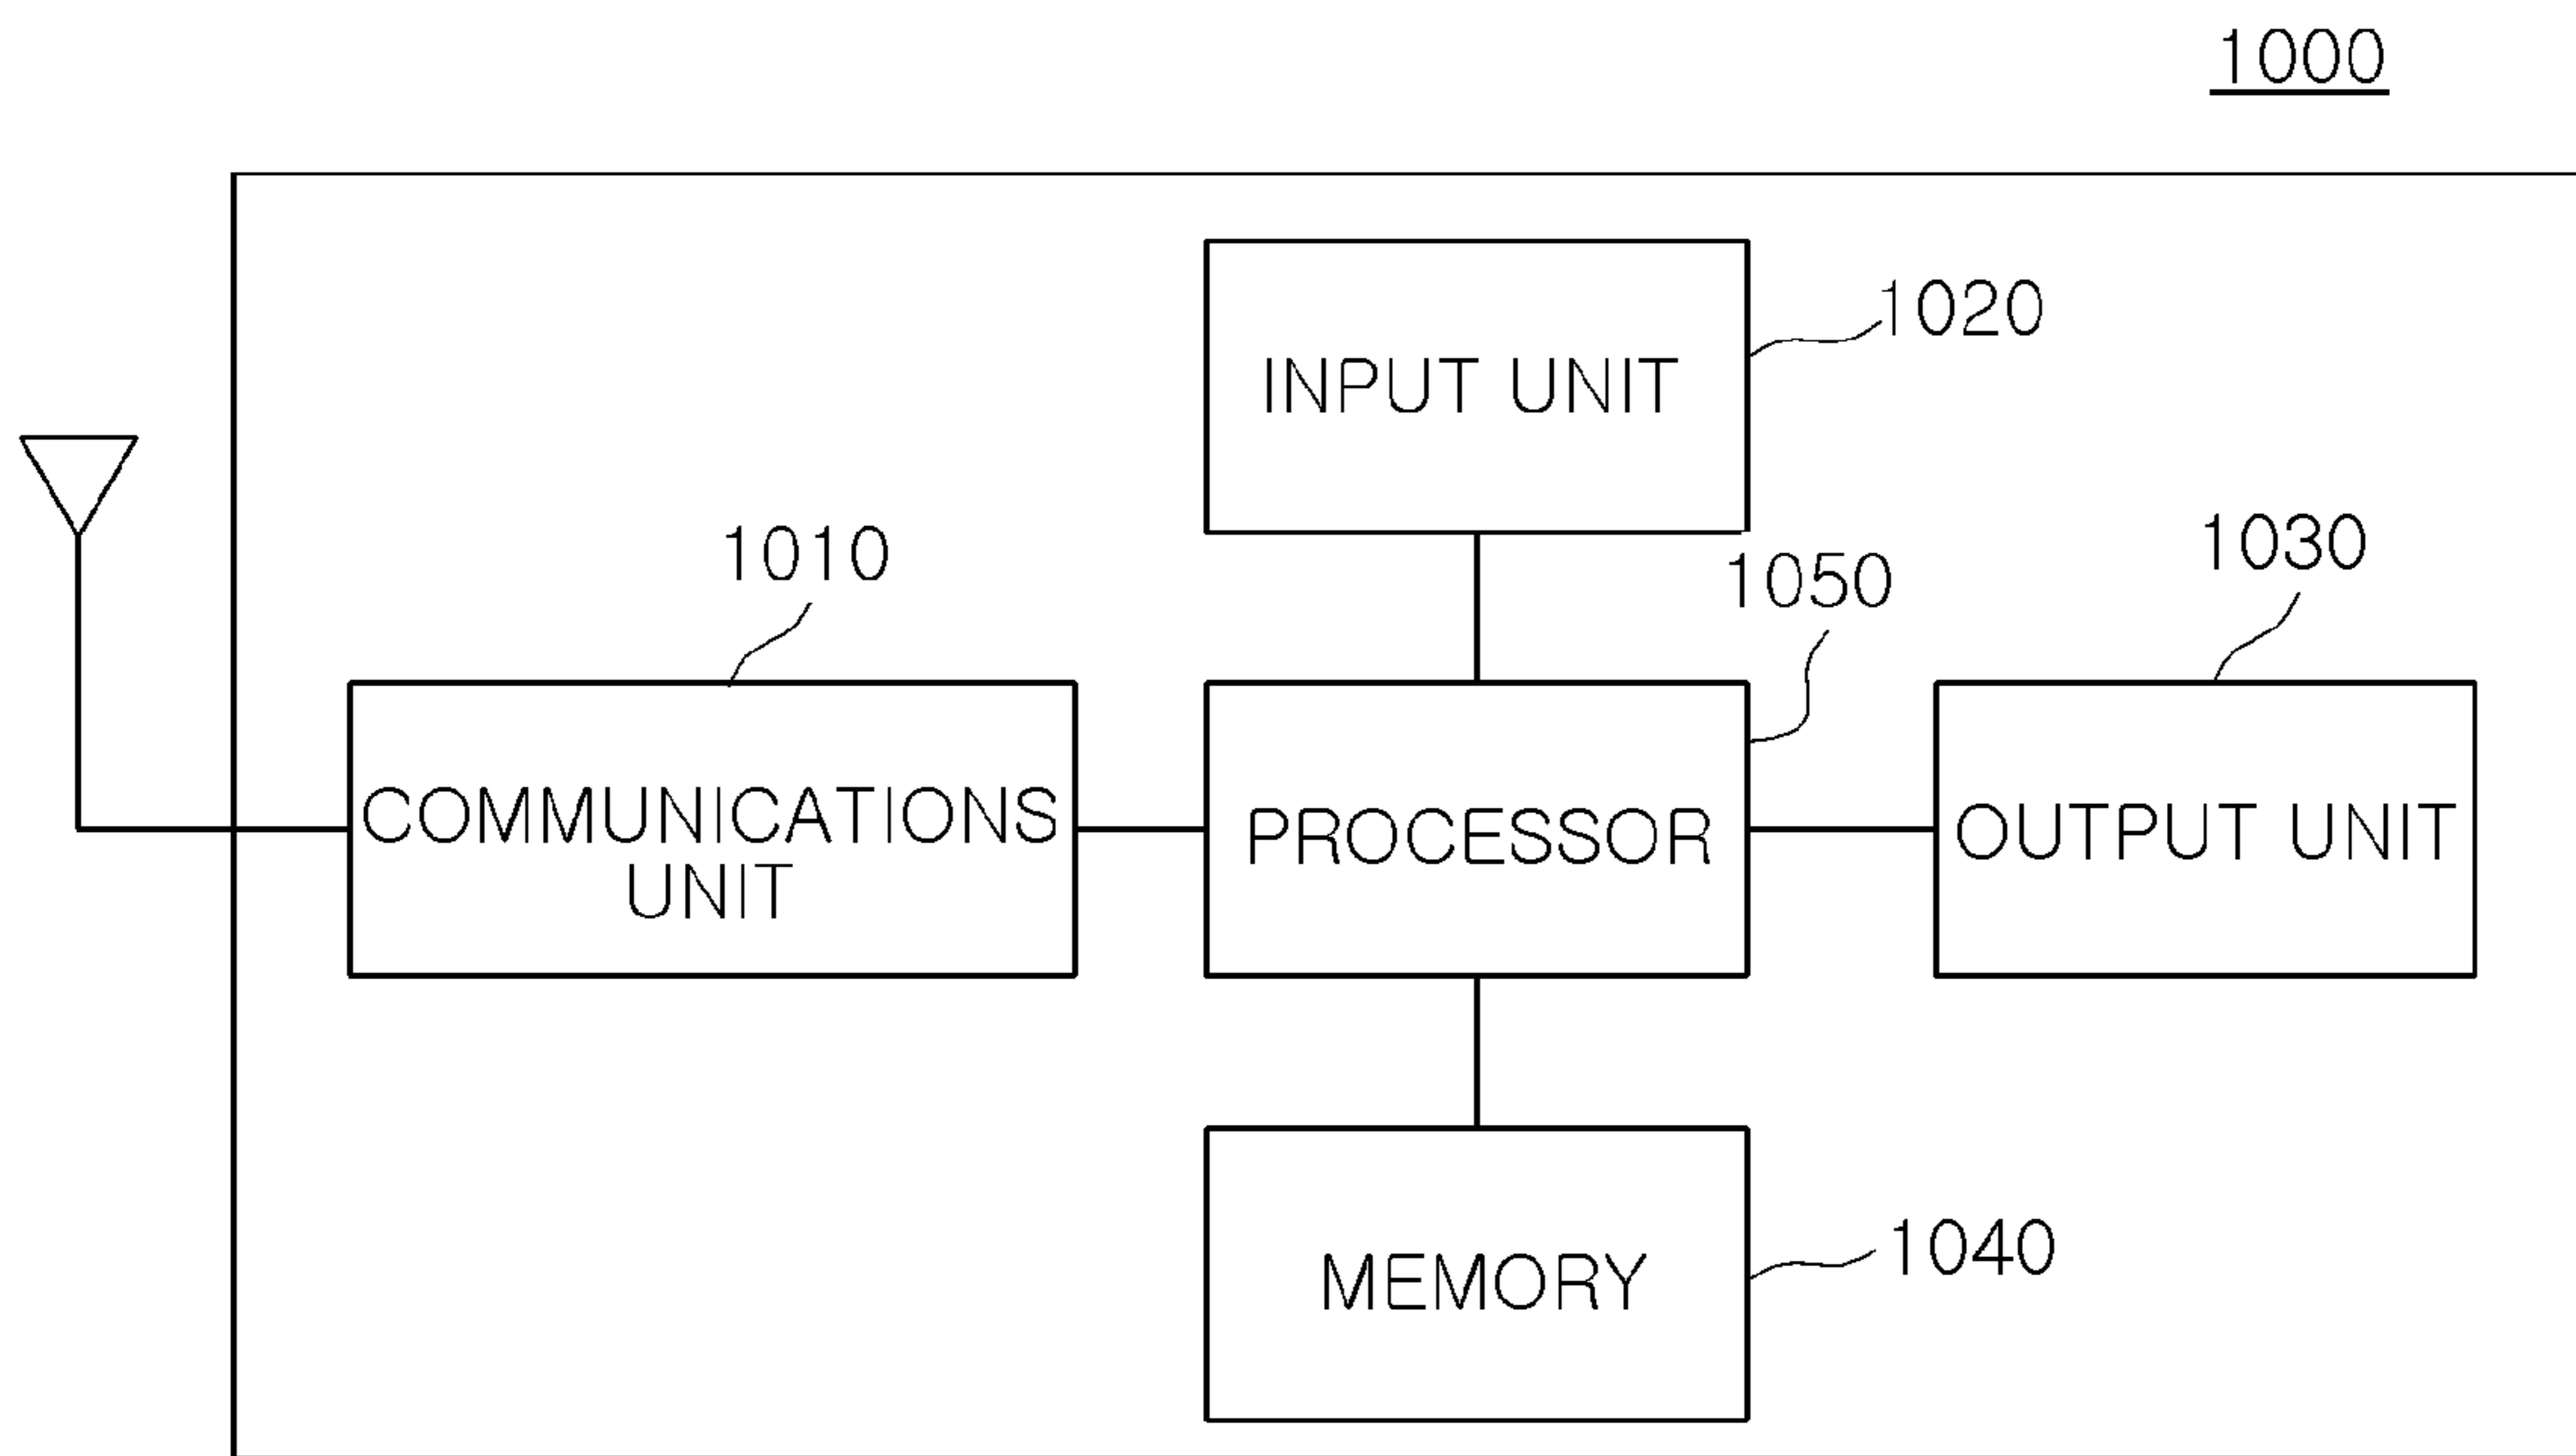 1000
1020
INPUT UNIT
1010
1050
1030
COMMUNICATIONS
UNIT
PROCESSOR
OUTPUT UNIT
MEMORY
1040